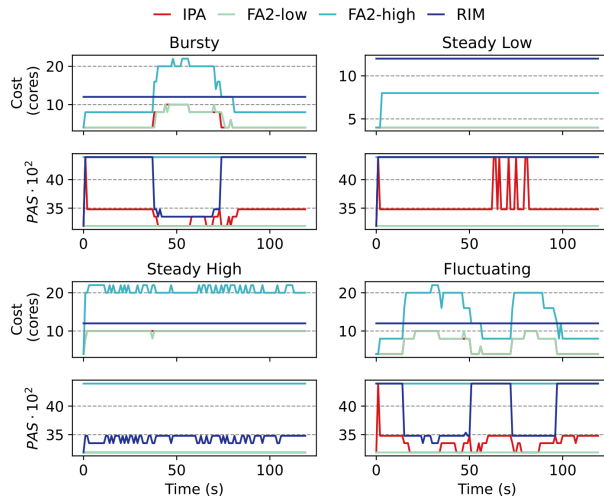 IPA FA2-low FA2-high RIM
Bursty
Steady Low
Cost
(cores)
20
10
10
5
PAS · 10²
40
35
40
35
0 50 100
0 50 100
Steady High
Fluctuating
Cost
(cores)
20
10
20
10
PAS · 10²
40
35
40
35
0 50 100
0 50 100
Time (s)
Time (s)